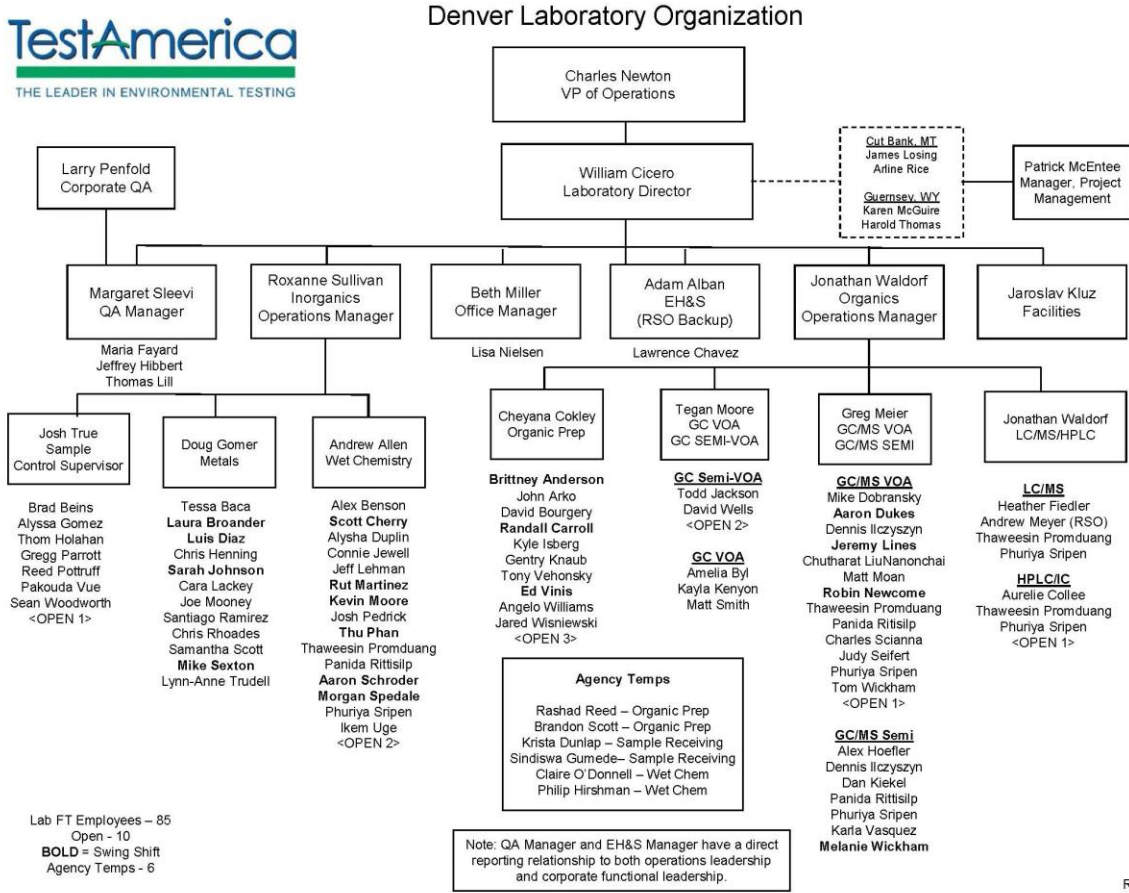 Denver Laboratory Organization
TestAmerica
THE LEADER IN ENVIRONMENTAL TESTING
Charles Newton
VP of Operations
Larry Penfold
Corporate QA
William Cicero
Laboratory Director
Cut Bank, MT
James Losing
Arline Rice
Guernsey, WY
Karen McGuire
Harold Thomas
Patrick McEntee
Manager, Project
Management
Margaret Sleevi
QA Manager
Maria Fayard
Jeffrey Hibbert
Thomas Lill
Roxanne Sullivan
Inorganics
Operations Manager
Beth Miller
Office Manager
Lisa Nielsen
Adam Alban
EH&S
(RSO Backup)
Lawrence Chavez
Jonathan Waldorf
Organics
Operations Manager
Jaroslav Kluz
Facilities
Josh True
Sample
Control Supervisor
Brad Beins
Alyssa Gomez
Thom Holahan
Gregg Parrott
Reed Pottruff
Pakouda Vue
Sean Woodworth
<OPEN 1>
Doug Gomer
Metals
Tessa Baca
Laura Broander
Luis Diaz
Chris Henning
Sarah Johnson
Cara Lackey
Joe Mooney
Santiago Ramirez
Chris Rhoades
Samantha Scott
Mike Sexton
Lynn-Anne Trudell
Andrew Allen
Wet Chemistry
Alex Benson
Scott Cherry
Alysha Duplin
Connie Jewell
Jeff Lehman
Rut Martinez
Kevin Moore
Josh Pedrick
Thu Phan
Thaweesin Promduang
Panida Rittisilp
Aaron Schroder
Morgan Spedale
Phuriya Sripen
Ikem Uge
<OPEN 2>
Cheyana Cokley
Organic Prep
Brittney Anderson
John Arko
David Bourgery
Randall Carroll
Kyle Isberg
Gentry Knaub
Tony Vehonsky
Ed Vinis
Angelo Williams
Jared Wisniewski
<OPEN 3>
Tegan Moore
GC VOA
GC SEMI-VOA
GC Semi-VOA
Todd Jackson
David Wells
<OPEN 2>
GC VOA
Amelia Byl
Kayla Kenyon
Matt Smith
Greg Meier
GC/MS VOA
GC/MS SEMI
GC/MS VOA
Mike Dobransky
Aaron Dukes
Dennis Ilczyszyn
Jeremy Lines
Chutharat LiuNanonchai
Matt Moan
Robin Newcome
Thaweesin Promduang
Panida Ritisilp
Charles Scianna
Judy Seifert
Phuriya Sripen
Tom Wickham
<OPEN 1>
GC/MS Semi
Alex Hoefler
Dennis Ilczyszyn
Dan Kiekel
Panida Rittisilp
Phuriya Sripen
Karla Vasquez
Melanie Wickham
Jonathan Waldorf
LC/MS/HPLC
LC/MS
Heather Fiedler
Andrew Meyer (RSO)
Thaweesin Promduang
Phuriya Sripen
HPLC/IC
Aurelie Collee
Thaweesin Promduang
Phuriya Sripen
<OPEN 1>
Agency Temps
Rashad Reed – Organic Prep
Brandon Scott – Organic Prep
Krista Dunlap – Sample Receiving
Sindiswa Gumede– Sample Receiving
Claire O'Donnell – Wet Chem
Philip Hirshman – Wet Chem
Lab FT Employees – 85
Open - 10
BOLD = Swing Shift
Agency Temps - 6
Note: QA Manager and EH&S Manager have a direct
reporting relationship to both operations leadership
and corporate functional leadership.
R